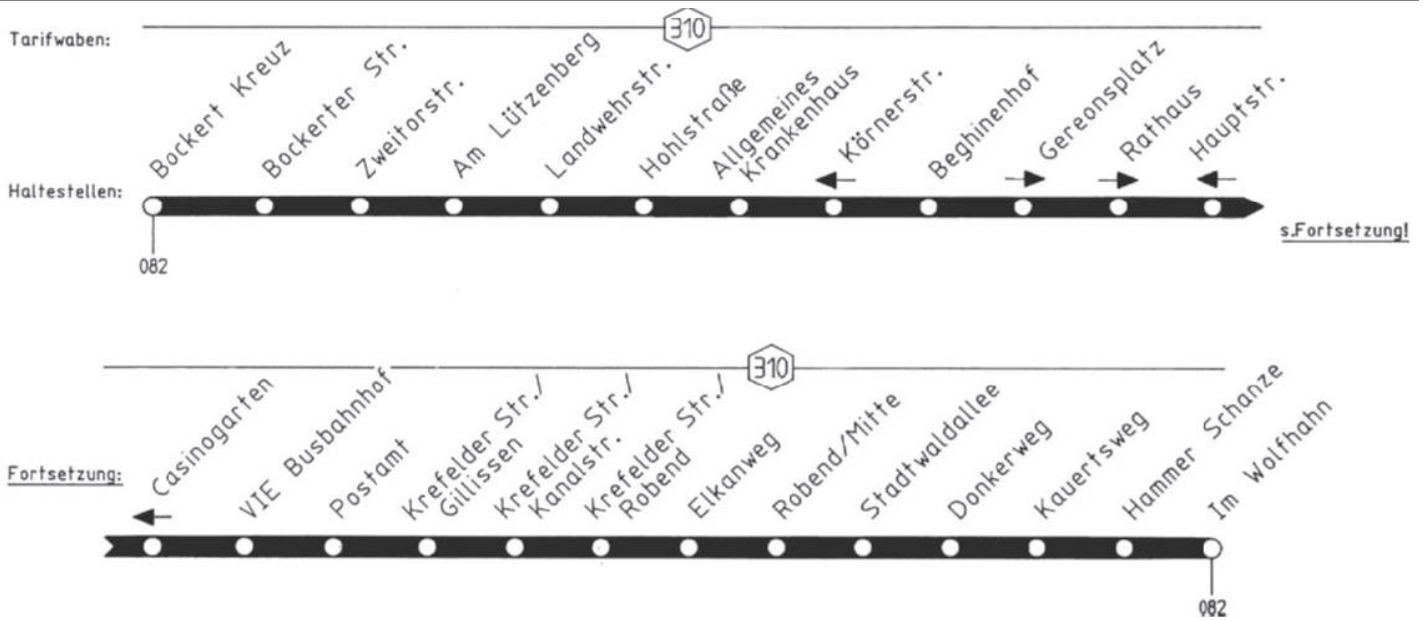 Tarifwaben:
310
Bockert Kreuz
Bockerter Str.
Zweitorstr.
Am Lützenberg
Landwehrstr.
Hohlstraße
Allgemeines
Krankenhaus
Körnerstr.
Beghinenhof
Gereonsplatz
Rathaus
Hauptstr.
Haltestellen:
s.Fortsetzung!
082
310
Fortsetzung:
Casinogarten
VIE Busbahnhof
Postamt
Krefelder Str./
Gillissen
Krefelder Str./
Kanalstr.
Krefelder Str./
Robend
Elkanweg
Robend/Mitte
Stadtwaldallee
Donkerweg
Kauertsweg
Hammer Schanze
Im Wolfhahn
082